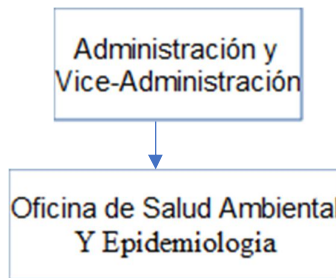 Administración y
Vice-Administración
Oficina de Salud Ambiental
Y Epidemiologia